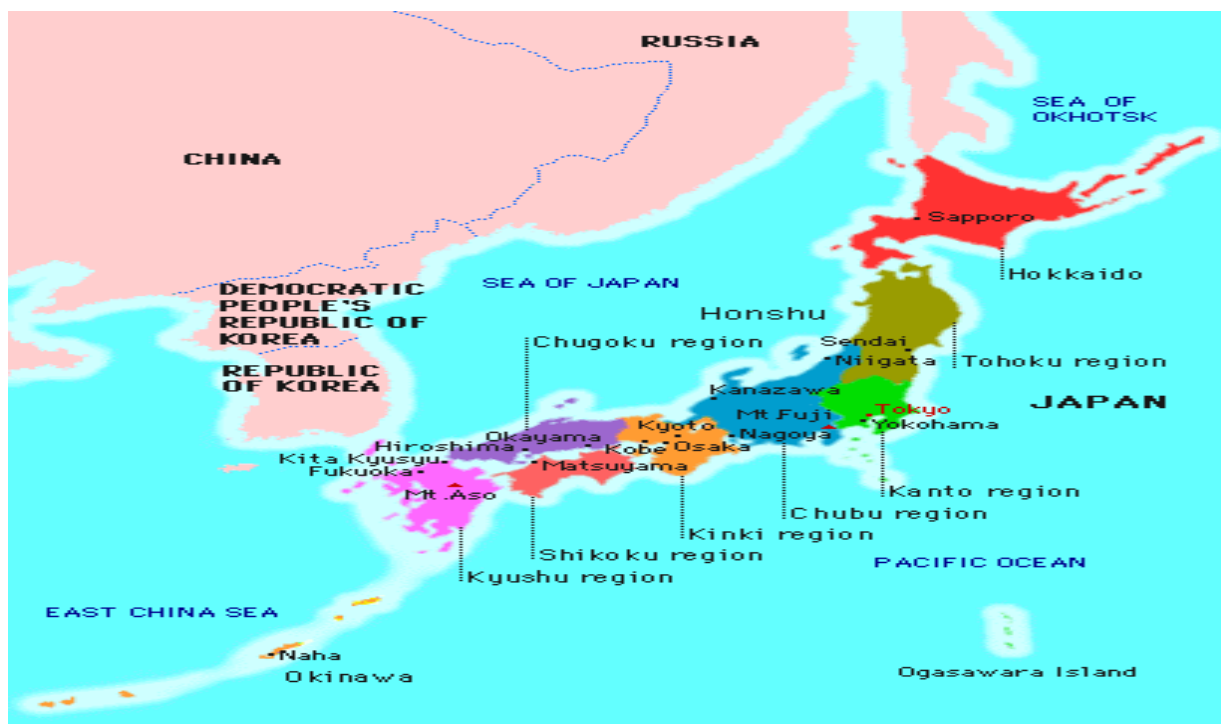 RUSSIA
SEA OF
OKHOTSK
CHINA
Sapporo
Hokkaido
SEA OF JAPAN
DEMOCRATIC
PEOPLE'S
REPUBLIC OF
KOREA
Honshu
Chugoku region
Sendai
Niigata
Tohoku region
REPUBLIC
OF KOREA
Kanazawa
JAPAN
Mt.Fuji
Tokyo
Yokohama
Kyoto
Nagoya
Okayama
Hiroshima
Kobe
Osaka
Kita Kyusyu
Matsuyama
Fukuoka
Mt.Aso
Kanto region
Chubu region
Kinki region
Shikoku region
Kyushu region
PACIFIC OCEAN
EAST CHINA SEA
Naha
Okinawa
Ogasawara Island